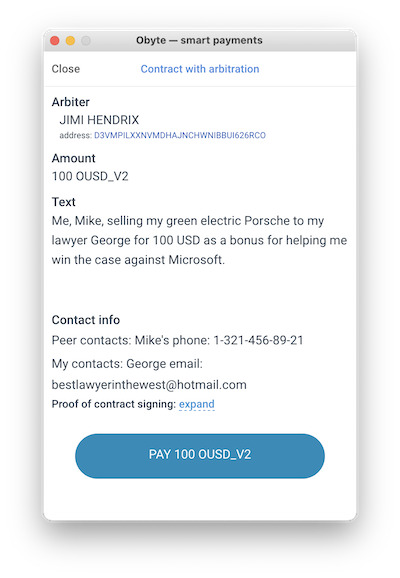 Obyte — smart payments
Close
Contract with arbitration
Arbiter
JIMI HENDRIX
address: D3VMPILXXNVMDHAJNCHWNIBBUI626RCO
Amount
100 OUSD_V2
Text
Me, Mike, selling my green electric Porsche to my
lawyer George for 100 USD as a bonus for helping me
win the case against Microsoft.
Contact info
Peer contacts: Mike's phone: 1-321-456-89-21
My contacts: George email:
bestlawyerinthewest@hotmail.com
Proof of contract signing: expand
PAY 100 OUSD_V2